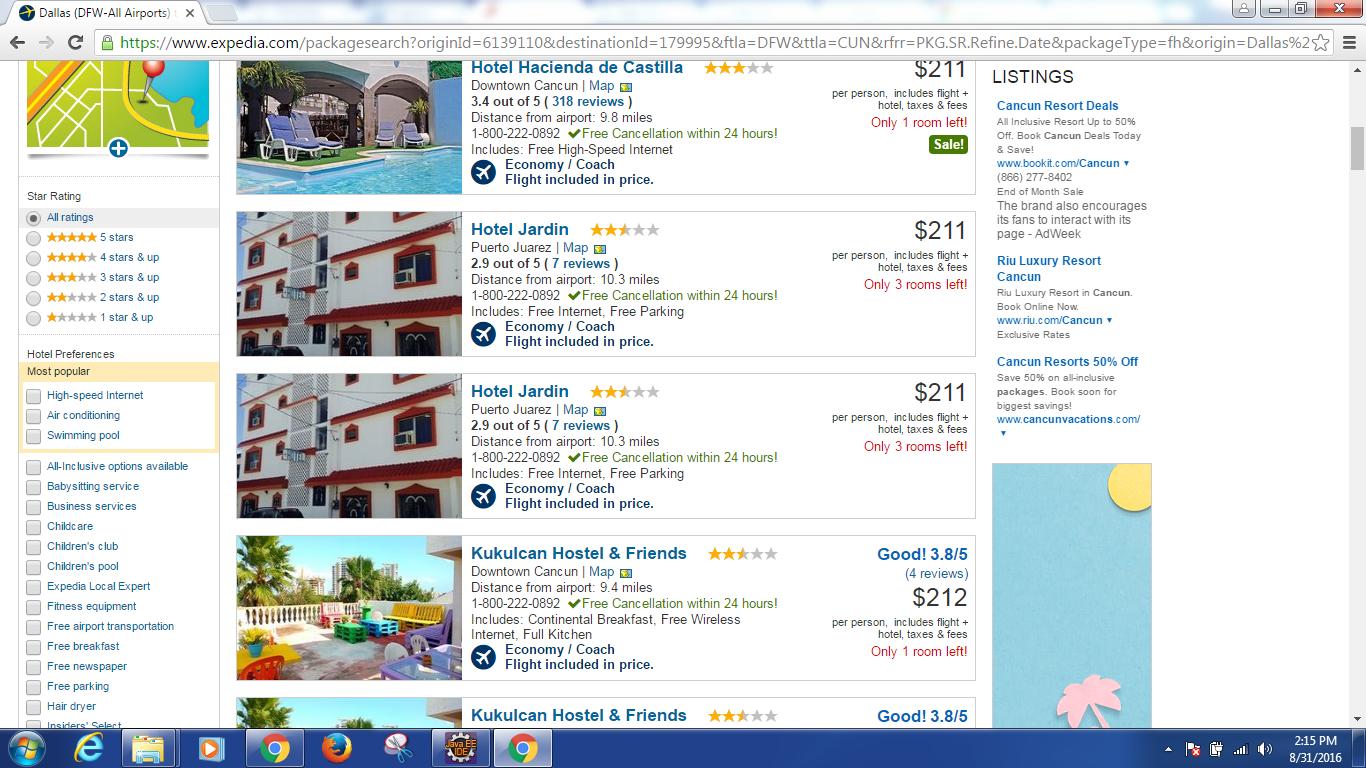 Dallas (DFW-All Airports) t
https://www.expedia.com/packagesearch?originId=6139110&destinationId=179995&ftla=DFW&ttla=CUN&rfrr=PKG.SR.Refine.Date&packageType=fh&origin=Dallas%2
Star Rating
All ratings
5 stars
4 stars & up
3 stars & up
2 stars & up
1 star & up
Hotel Preferences
Most popular
High-speed Internet
Air conditioning
Swimming pool
All-Inclusive options available
Babysitting service
Business services
Childcare
Children's club
Children's pool
Expedia Local Expert
Fitness equipment
Free airport transportation
Free breakfast
Free newspaper
Free parking
Hair dryer
Insiders' Select
Hotel Hacienda de Castilla
Downtown Cancun | Map
3.4 out of 5 ( 318 reviews )
Distance from airport: 9.8 miles
1-800-222-0892 Free Cancellation within 24 hours!
Includes: Free High-Speed Internet
Economy / Coach
Flight included in price.
$211
per person, includes flight +
hotel, taxes & fees
Only 1 room left!
Sale!
Hotel Jardin
Puerto Juarez | Map
2.9 out of 5 ( 7 reviews )
Distance from airport: 10.3 miles
1-800-222-0892 Free Cancellation within 24 hours!
Includes: Free Internet, Free Parking
Economy / Coach
Flight included in price.
$211
per person, includes flight +
hotel, taxes & fees
Only 3 rooms left!
Hotel Jardin
Puerto Juarez | Map
2.9 out of 5 ( 7 reviews )
Distance from airport: 10.3 miles
1-800-222-0892 Free Cancellation within 24 hours!
Includes: Free Internet, Free Parking
Economy / Coach
Flight included in price.
$211
per person, includes flight +
hotel, taxes & fees
Only 3 rooms left!
Kukulcan Hostel & Friends
Downtown Cancun | Map
Distance from airport: 9.4 miles
1-800-222-0892 Free Cancellation within 24 hours!
Includes: Continental Breakfast, Free Wireless
Internet, Full Kitchen
Economy / Coach
Flight included in price.
Good! 3.8/5
(4 reviews)
$212
per person, includes flight +
hotel, taxes & fees
Only 1 room left!
Kukulcan Hostel & Friends
Good! 3.8/5
LISTINGS
Cancun Resort Deals
All Inclusive Resort Up to 50%
Off. Book Cancun Deals Today
& Save!
www.bookit.com/Cancun
(866) 277-8402
End of Month Sale
The brand also encourages
its fans to interact with its
page - AdWeek
Riu Luxury Resort
Cancun
Riu Luxury Resort in Cancun.
Book Online Now.
www.riu.com/Cancun
Exclusive Rates
Cancun Resorts 50% Off
Save 50% on all-inclusive
packages. Book soon for
biggest savings!
www.cancunvacations.com/
Java EE
IDE
2:15 PM
8/31/2016